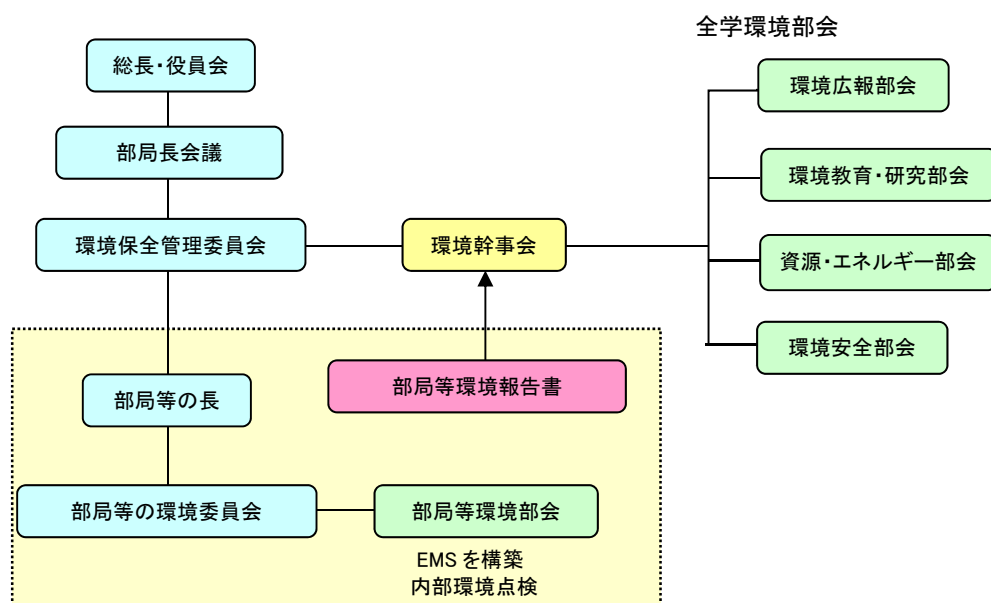 全学環境部会
総長・役員会
環境広報部会
部局長会議
環境教育・研究部会
環境保全管理委員会
環境幹事会
資源・エネルギー部会
環境安全部会
部局等の長
部局等環境報告書
部局等の環境委員会
部局等環境部会
EMSを構築
内部環境点検